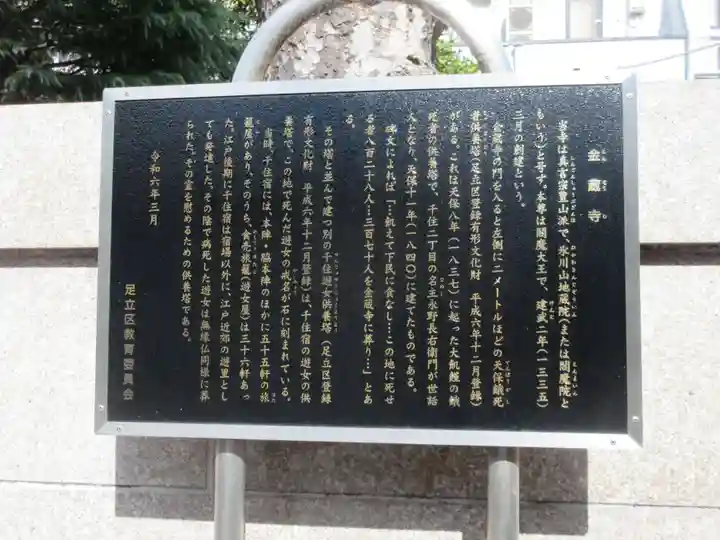 金蔵寺
当寺は真言宗豊山派で、氷川山地蔵院(または閻魔院と
もいう)と号す。本尊は閻魔大王で、建武二年(一三三五)
三月の創建という。
金蔵寺の門を入ると左側に二メートルほどの天保餓死
者供養塔(足立区登録有形文化財 平成六年十二月登録)
がある。これは天保八年(一八三七)に起った大飢饉の餓
死者の供養塔で、千住二丁目の名主永野長右衛門が世話
人となり、天保十一年(一八四〇)に建てたものである。
碑文によれば「…飢えて下民に食なし…この地に死せ
る者八百二十八人…三百七十人を金蔵寺に葬り…」とあ
る。
その塔と並んで建つ別の千住遊女供養塔(足立区登録
有形文化財 平成六年十二月登録)は、千住宿の遊女の供
養塔で、この地で死んだ遊女の戒名が石に刻まれている。
当時、千住宿には、本陣・脇本陣のほかに五十五軒の旅
籠屋があり、そのうち、食売旅籠(遊女屋)は三十六軒あっ
た。江戸後期に千住宿は宿場以外に、江戸近郊の遊里とし
ても発達した。その陰で病死した遊女は無縁仏同様に葬
られた。その霊を慰めるための供養塔である。
令和六年三月
足立区教育委員会